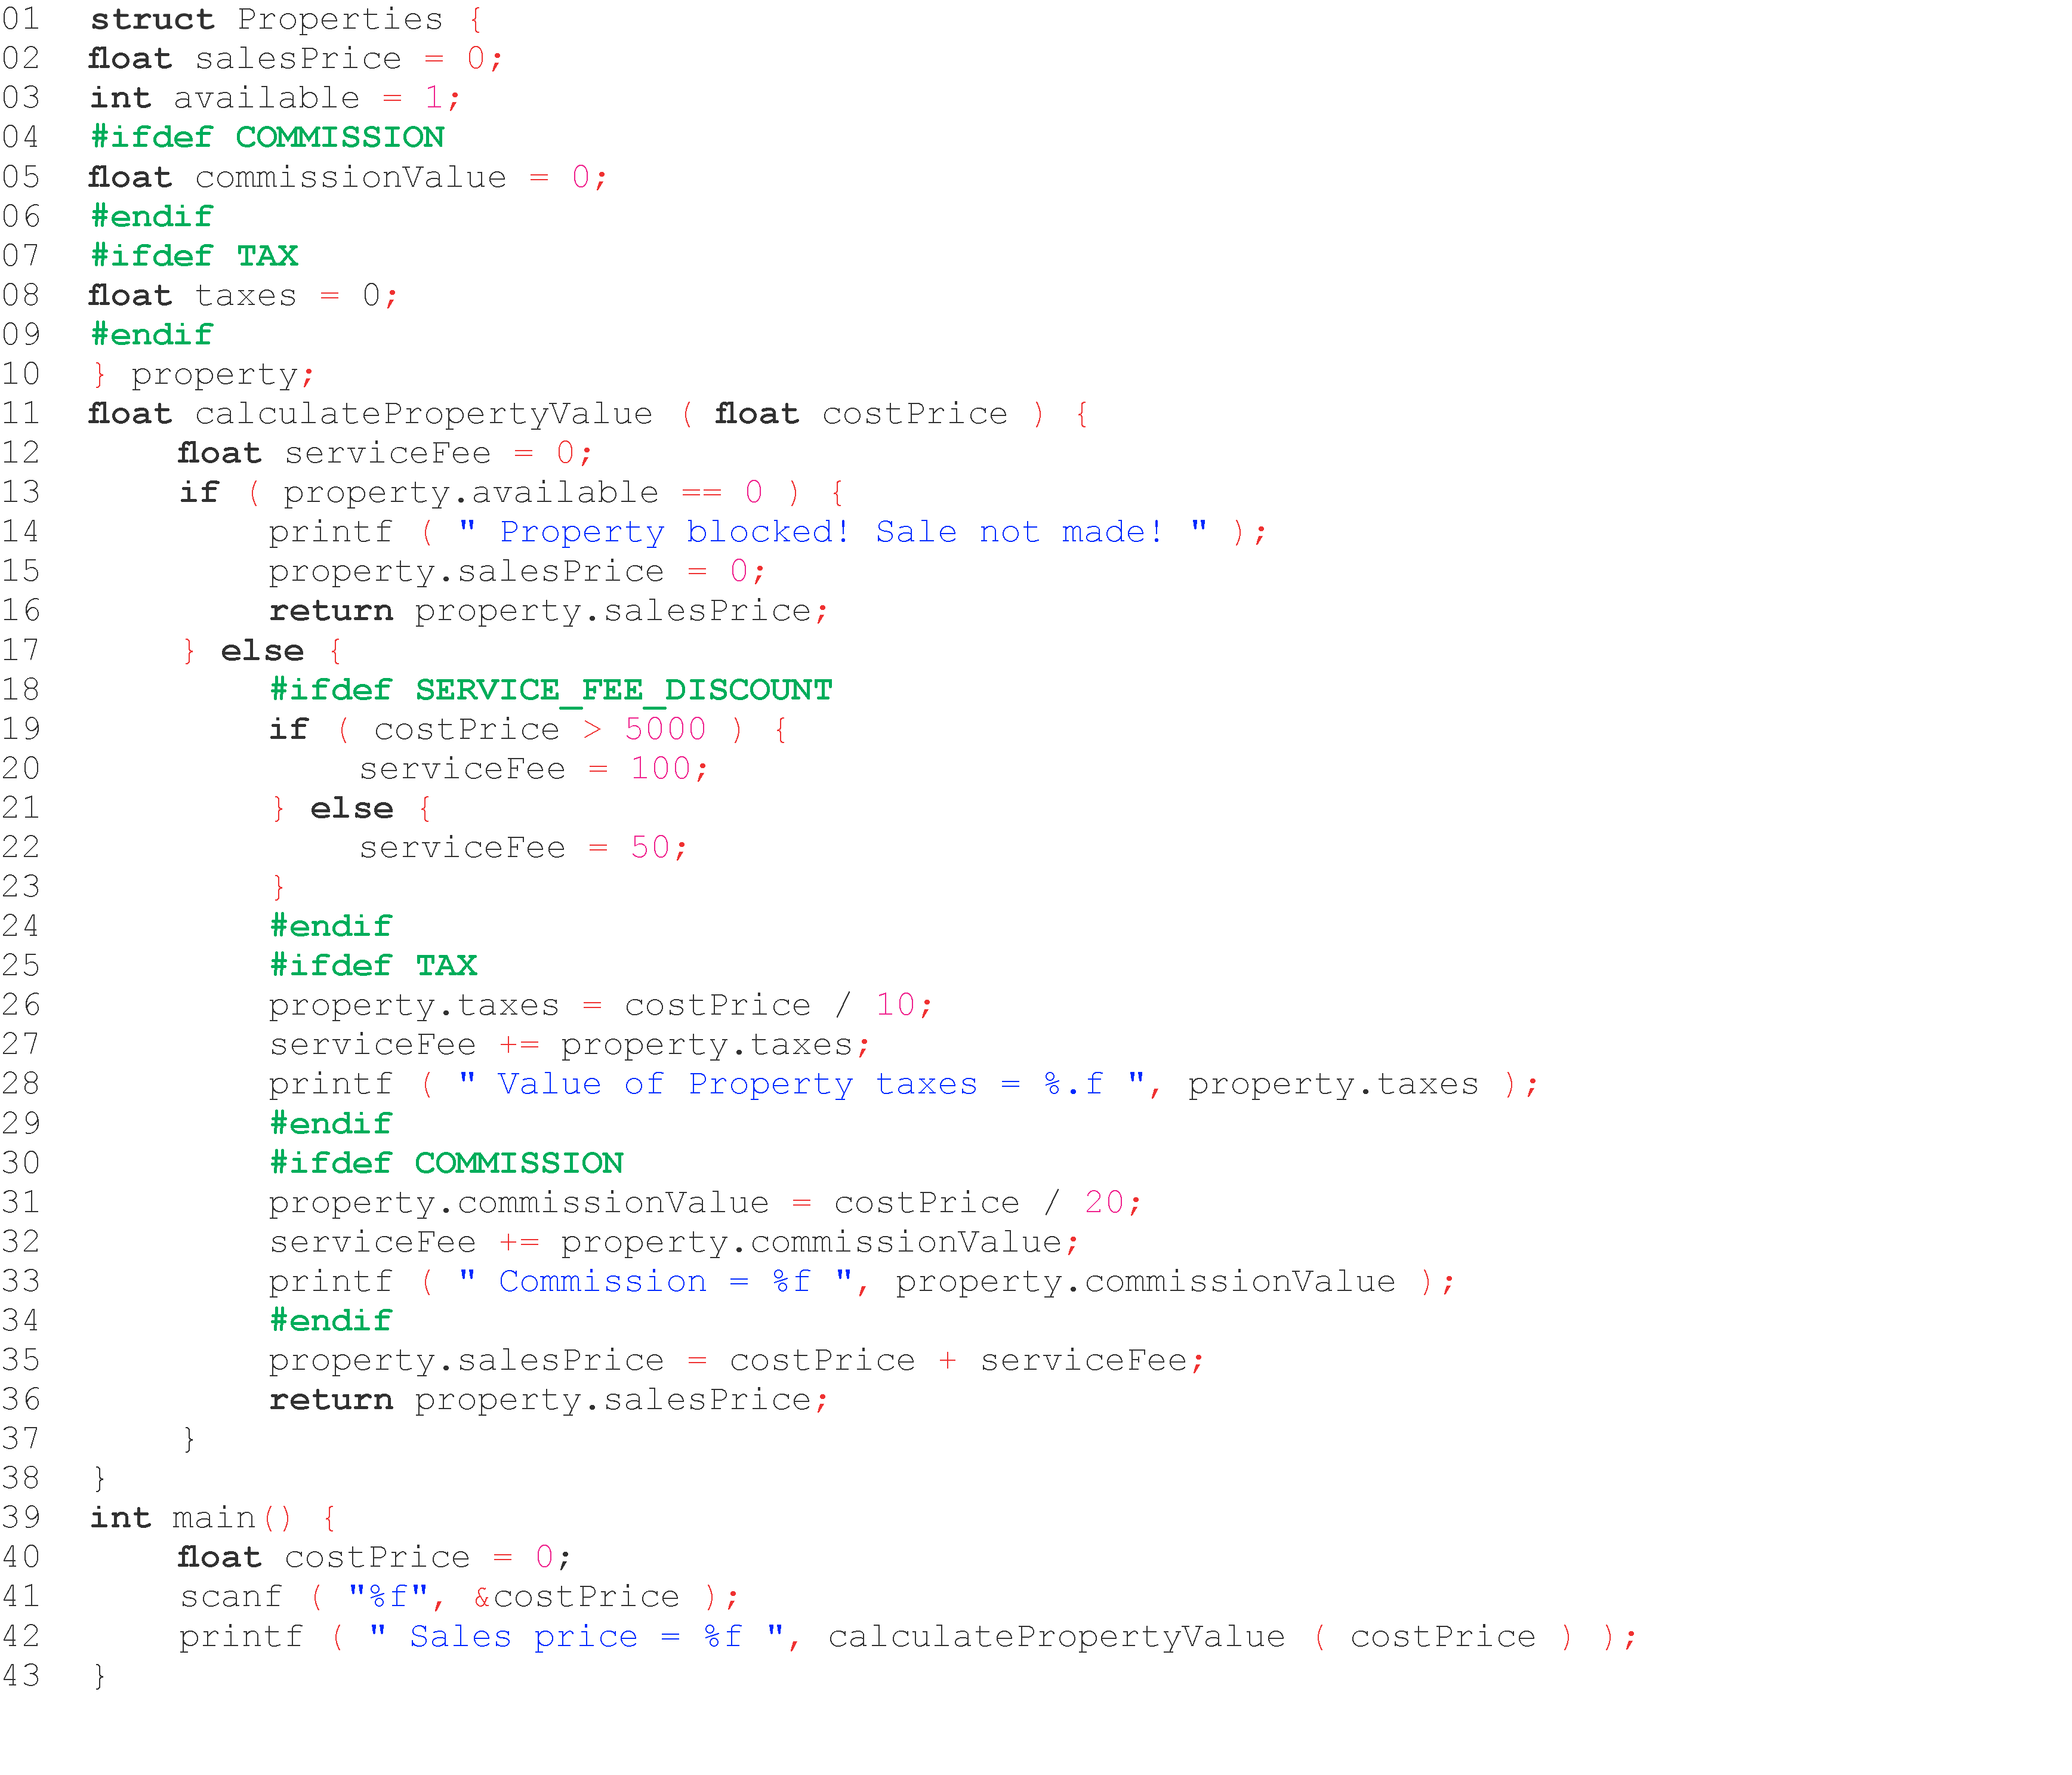 01 struct Properties {
02 float salesPrice = 0;
03 int available = 1;
04 #ifdef COMMISSION
05 float commissionValue = 0;
06 #endif
07 #ifdef TAX
08 float taxes = 0;
09 #endif
10 } property;
11 float calculatePropertyValue ( float costPrice ) {
12 float serviceFee = 0;
13 if ( property.available == 0 ) {
14 printf ( " Property blocked! Sale not made! " );
15 property.salesPrice = 0;
16 return property.salesPrice;
17 } else {
18 #ifdef SERVICE_FEE_DISCOUNT
19 if ( costPrice > 5000 ) {
20 serviceFee = 100;
21 } else {
22 serviceFee = 50;
23 }
24 #endif
25 #ifdef TAX
26 property.taxes = costPrice / 10;
27 serviceFee += property.taxes;
28 printf ( " Value of Property taxes = %.f ", property.taxes );
29 #endif
30 #ifdef COMMISSION
31 property.commissionValue = costPrice / 20;
32 serviceFee += property.commissionValue;
33 printf ( " Commission = %f ", property.commissionValue );
34 #endif
35 property.salesPrice = costPrice + serviceFee;
36 return property.salesPrice;
37 }
38 }
39 int main() {
40 float costPrice = 0;
41 scanf ( "%f", &costPrice );
42 printf ( " Sales price = %f ", calculatePropertyValue ( costPrice ) );
43 }